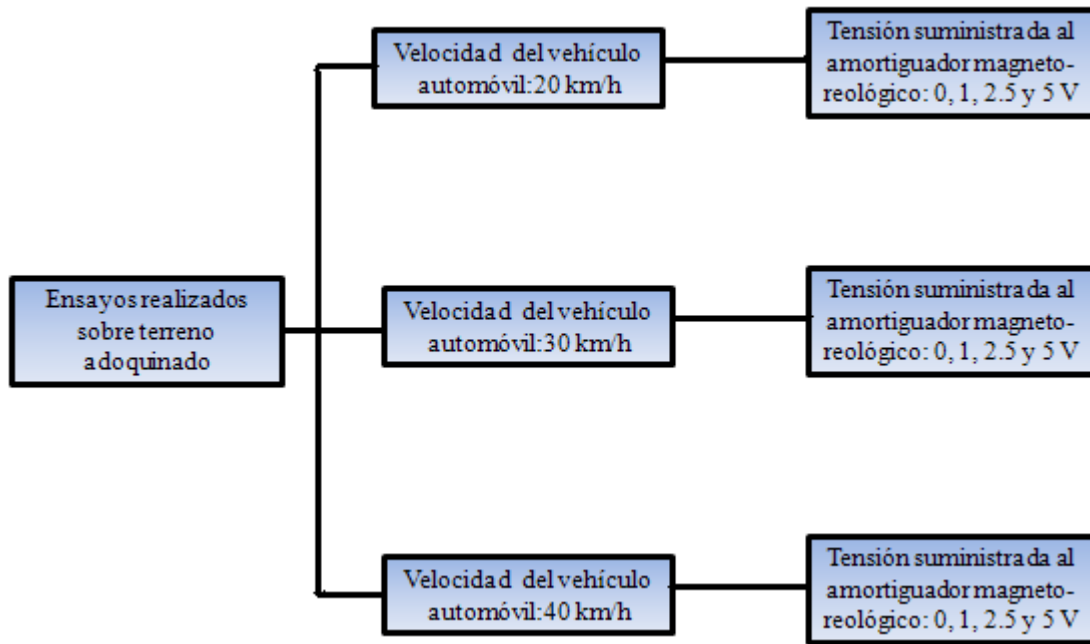 Velocidad del vehículo
automóvil:20 km/h
Tensión suministrada al
amortiguador magneto-
reológico: 0, 1, 2.5 y 5 V
Ensayos realizados
sobre terreno
adoquinado
Velocidad del vehículo
automóvil:30 km/h
Tensión suministrada al
amortiguador magneto-
reológico: 0, 1, 2.5 y 5 V
Velocidad del vehículo
automóvil:40 km/h
Tensión suministrada al
amortiguador magneto-
reológico: 0, 1, 2.5 y 5 V